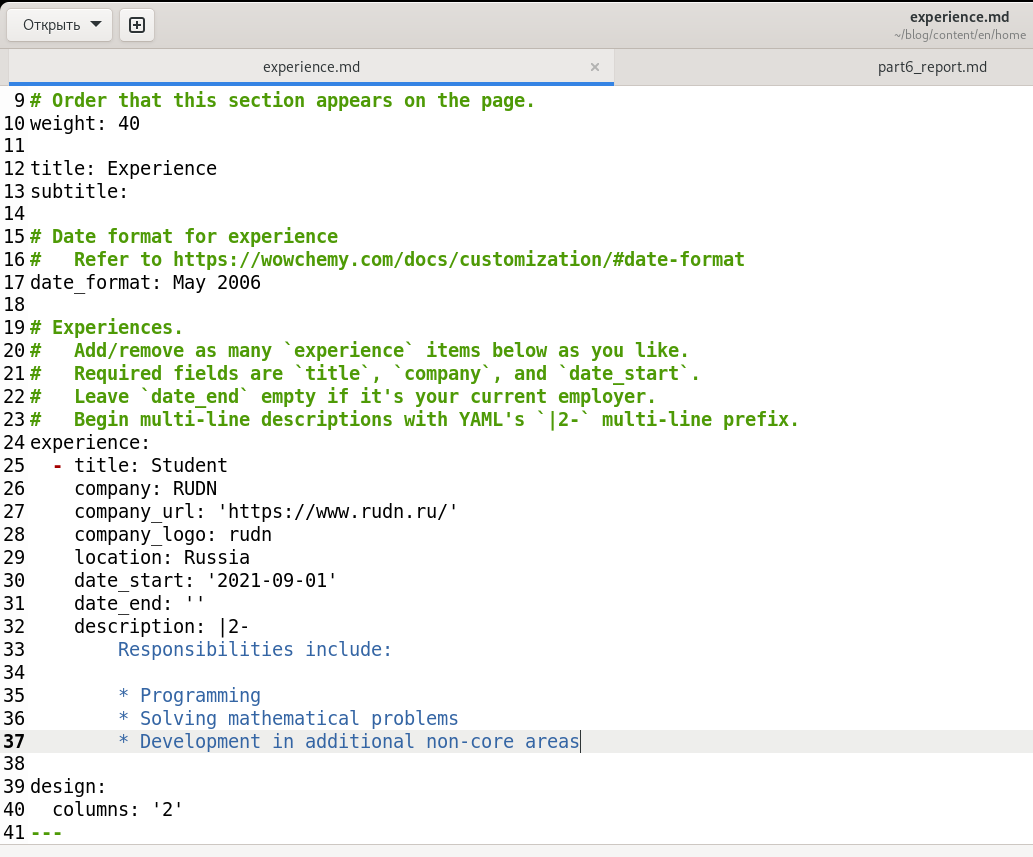 Открыть
experience.md
~/blog/content/en/home
experience.md ×
part6_report.md
9 # Order that this section appears on the page.
10 weight: 40
11
12 title: Experience
13 subtitle:
14
15 # Date format for experience
16 #   Refer to https://wowchemy.com/docs/customization/#date-format
17 date_format: May 2006
18
19 # Experiences.
20 #   Add/remove as many `experience` items below as you like.
21 #   Required fields are `title`, `company`, and `date_start`.
22 #   Leave `date_end` empty if it's your current employer.
23 #   Begin multi-line descriptions with YAML's `|2-` multi-line prefix.
24 experience:
25   - title: Student
26     company: RUDN
27     company_url: 'https://www.rudn.ru/'
28     company_logo: rudn
29     location: Russia
30     date_start: '2021-09-01'
31     date_end: ''
32     description: |2-
33         Responsibilities include:
34
35         * Programming
36         * Solving mathematical problems
37         * Development in additional non-core areas
38
39 design:
40   columns: '2'
41 ---